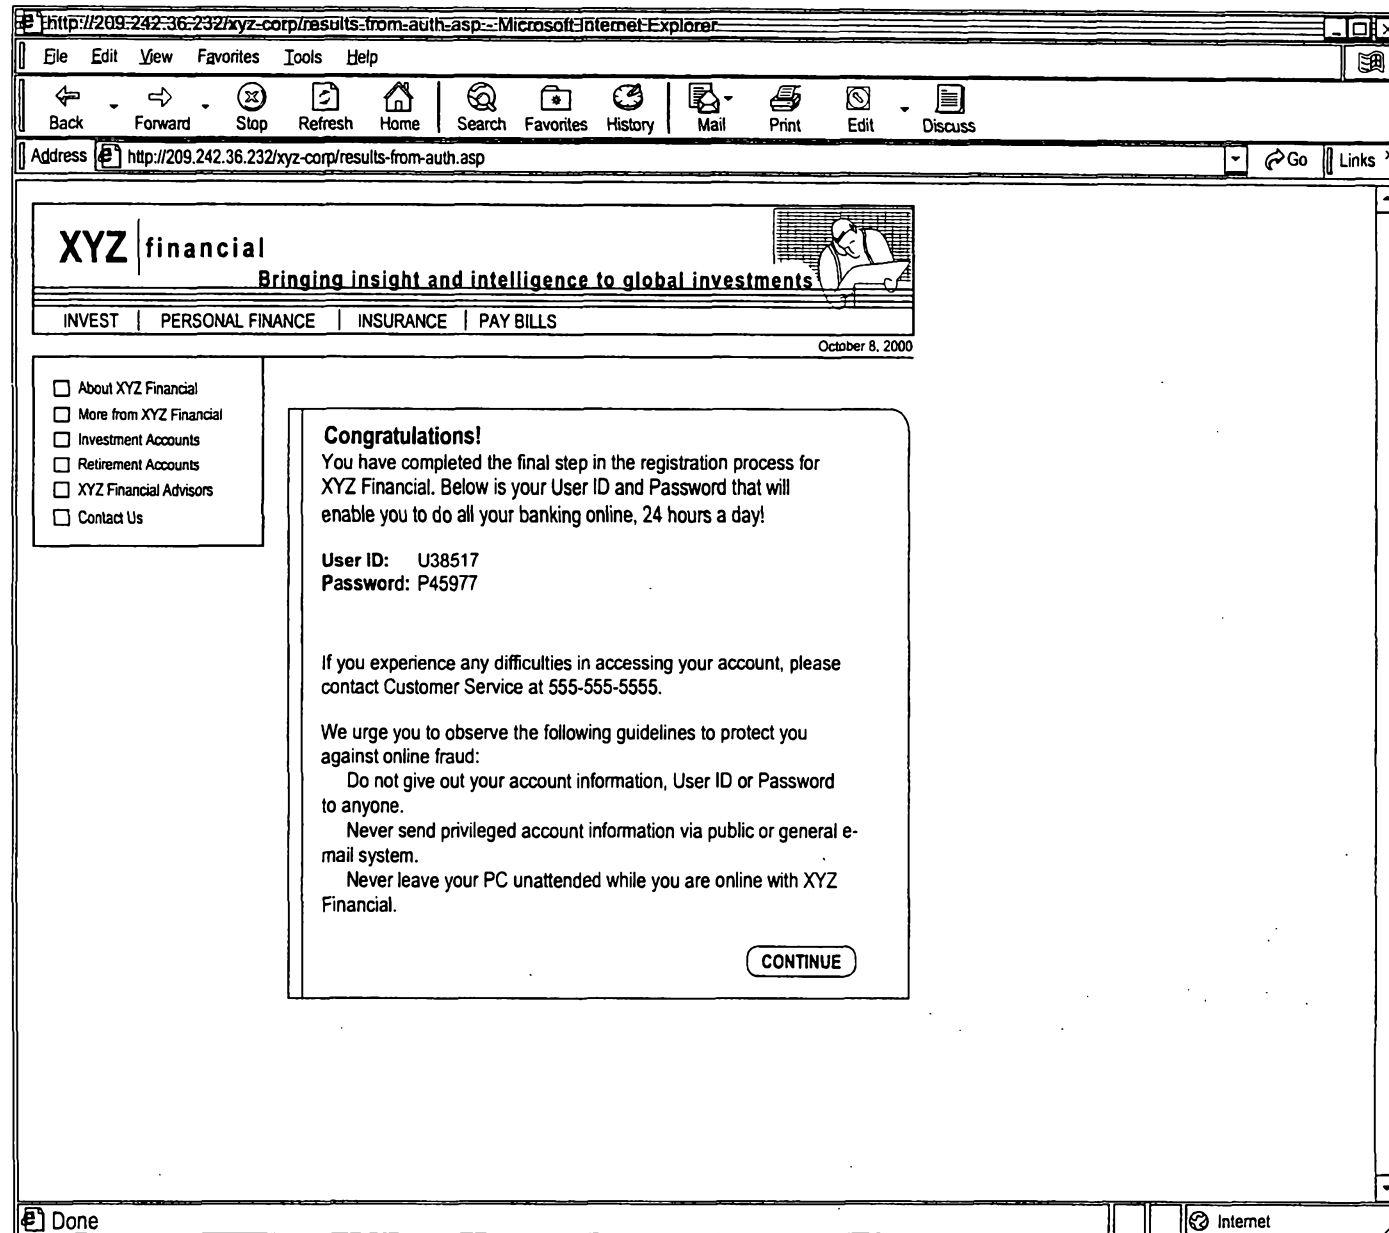 http://209.242.36.232/xyz-corp/results-from-auth-asp - Microsoft Internet Explorer
File Edit View Favorites Tools Help
Back Forward Stop Refresh Home Search Favorites History Mail Print Edit Discuss
Address http://209.242.36.232/xyz-corp/results-from-auth.asp Go Links
XYZ financial
Bringing insight and intelligence to global investments
INVEST | PERSONAL FINANCE | INSURANCE | PAY BILLS
October 8, 2000
About XYZ Financial
More from XYZ Financial
Investment Accounts
Retirement Accounts
XYZ Financial Advisors
Contact Us
Congratulations!
You have completed the final step in the registration process for
XYZ Financial. Below is your User ID and Password that will
enable you to do all your banking online, 24 hours a day!
User ID: U38517
Password: P45977
If you experience any difficulties in accessing your account, please
contact Customer Service at 555-555-5555.
We urge you to observe the following guidelines to protect you
against online fraud:
Do not give out your account information, User ID or Password
to anyone.
Never send privileged account information via public or general e-
mail system.
Never leave your PC unattended while you are online with XYZ
Financial.
CONTINUE
Done
Internet